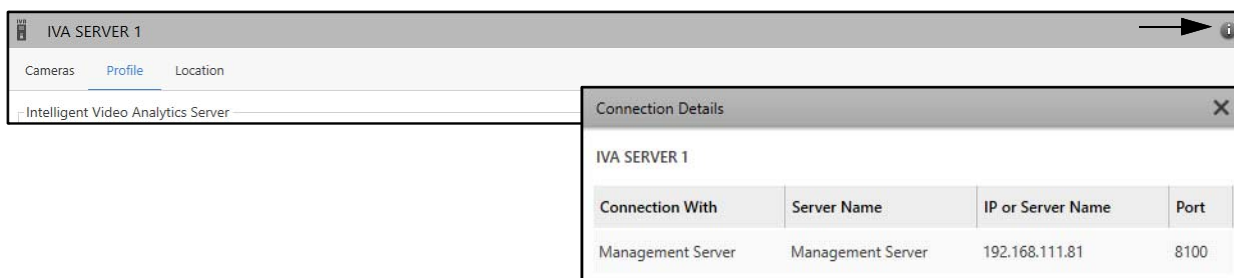 IVA
IVA SERVER 1
i
Cameras Profile Location
Intelligent Video Analytics Server
Connection Details
IVA SERVER 1
Connection With Server Name IP or Server Name Port
Management Server Management Server 192.168.111.81 8100